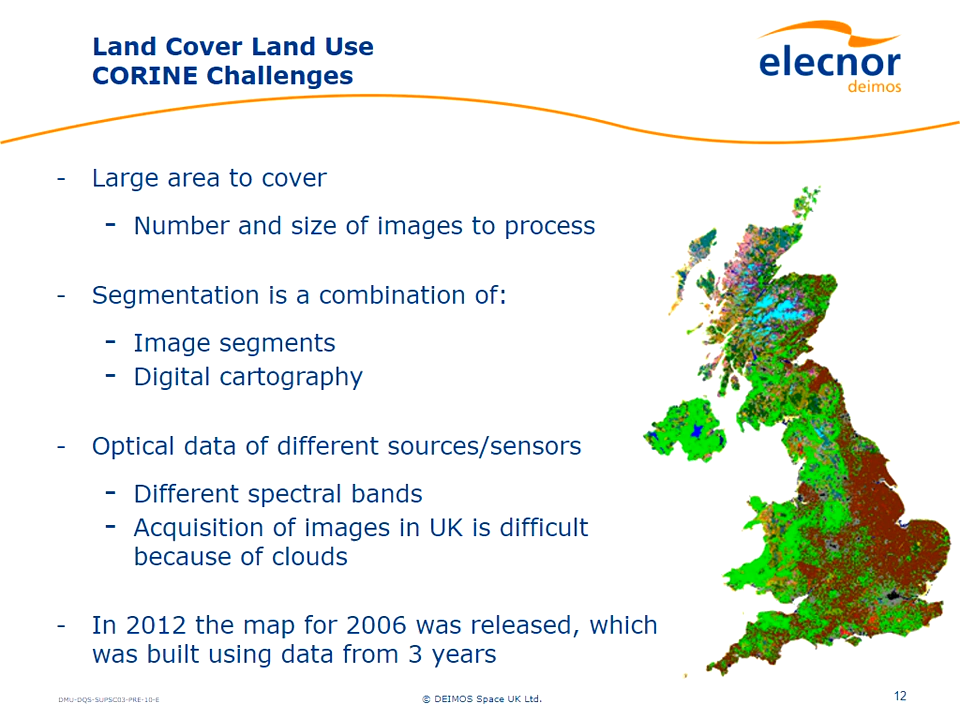 Land Cover Land Use
CORINE Challenges
elecnor
deimos
- Large area to cover
- Number and size of images to process
- Segmentation is a combination of:
- Image segments
- Digital cartography
- Optical data of different sources/sensors
- Different spectral bands
- Acquisition of images in UK is difficult
because of clouds
- In 2012 the map for 2006 was released, which
was built using data from 3 years
DMU-DQS-SUPSC03-PRE-10-E
© DEIMOS Space UK Ltd.
12